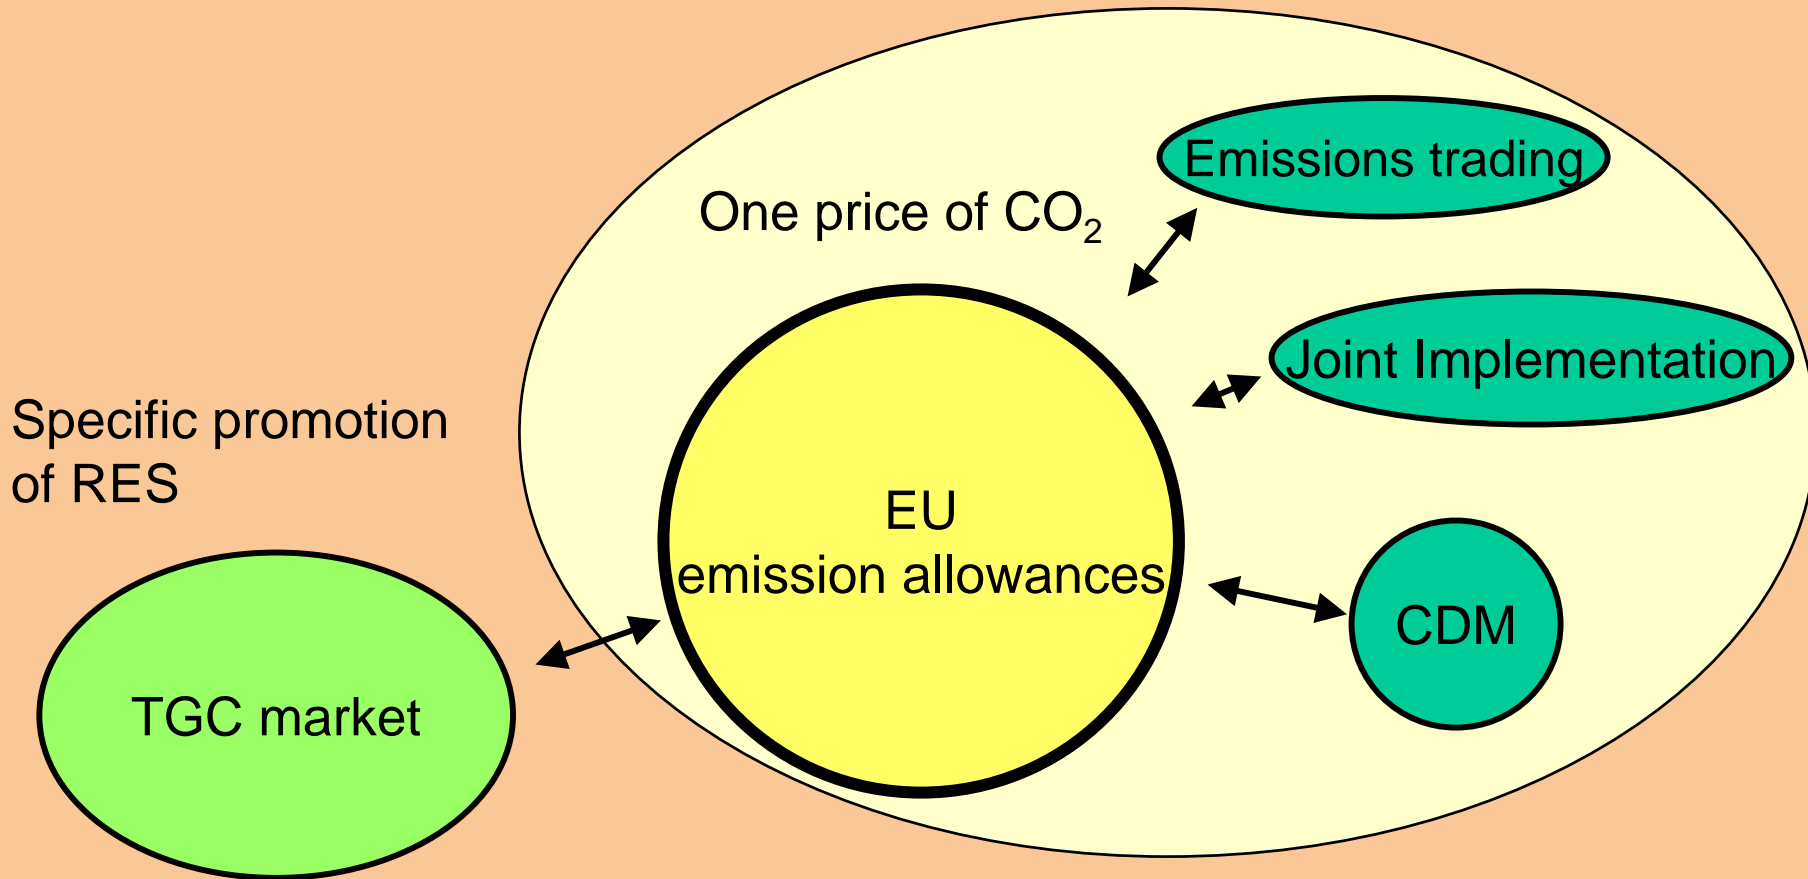 Emissions trading
One price of CO₂
Joint Implementation
Specific promotion
of RES
EU
emission allowances
CDM
TGC market